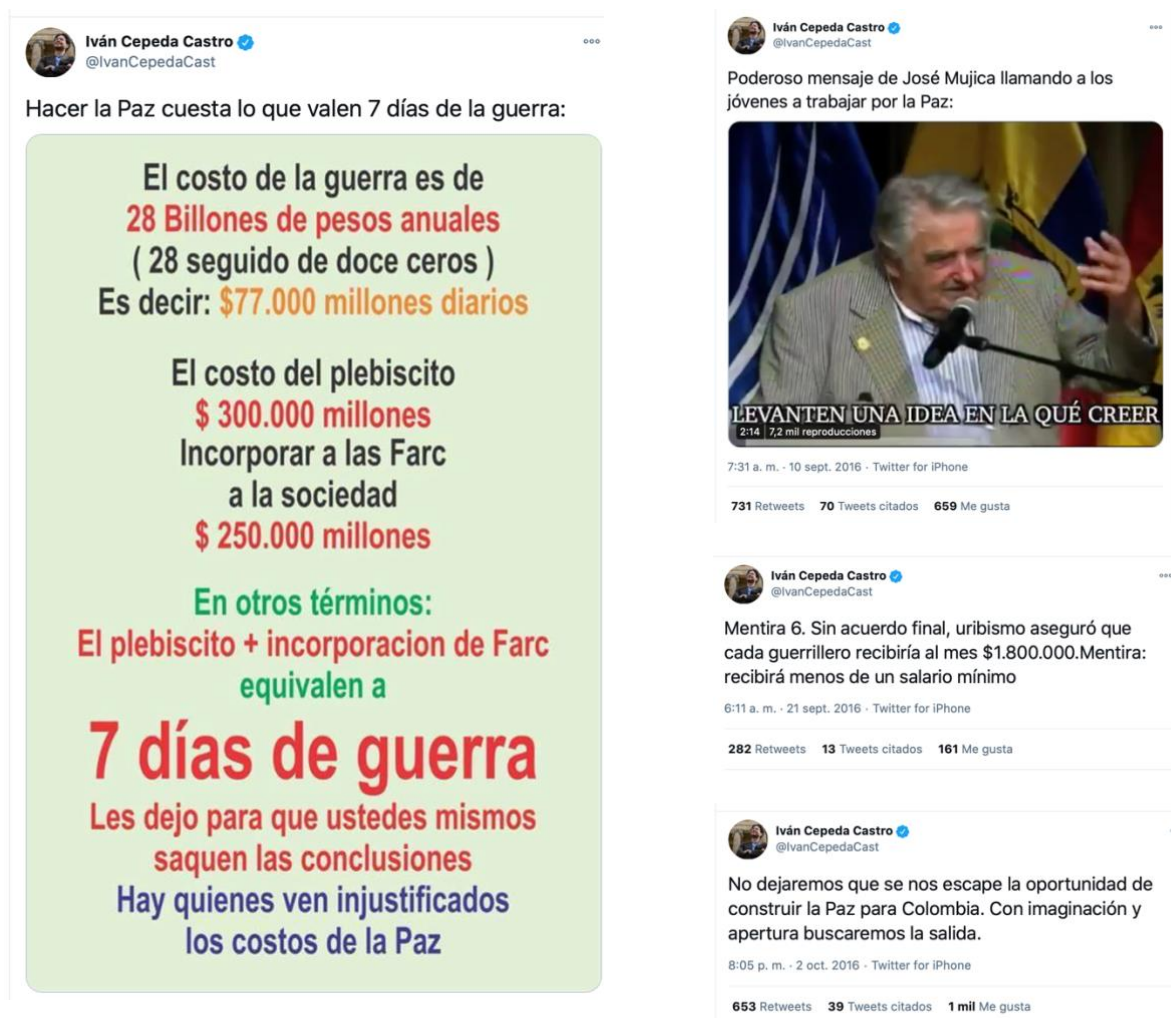 Iván Cepeda Castro
@IvanCepedaCast
Hacer la Paz cuesta lo que valen 7 días de la guerra:
El costo de la guerra es de
28 Billones de pesos anuales
( 28 seguido de doce ceros )
Es decir: $77.000 millones diarios
El costo del plebiscito
$ 300.000 millones
Incorporar a las Farc
a la sociedad
$ 250.000 millones
En otros términos:
El plebiscito + incorporacion de Farc
equivalen a
7 días de guerra
Les dejo para que ustedes mismos
saquen las conclusiones
Hay quienes ven injustificados
los costos de la Paz
Iván Cepeda Castro
@IvanCepedaCast
Poderoso mensaje de José Mujica llamando a los
jóvenes a trabajar por la Paz:
LEVANTEN UNA IDEA EN LA QUÉ CREER
2:14 7,2 mil reproducciones
7:31 a. m. · 10 sept. 2016 · Twitter for iPhone
731 Retweets 70 Tweets citados 659 Me gusta
Iván Cepeda Castro
@IvanCepedaCast
Mentira 6. Sin acuerdo final, uribismo aseguró que
cada guerrillero recibiría al mes $1.800.000.Mentira:
recibirá menos de un salario mínimo
6:11 a. m. · 21 sept. 2016 · Twitter for iPhone
282 Retweets 13 Tweets citados 161 Me gusta
Iván Cepeda Castro
@IvanCepedaCast
No dejaremos que se nos escape la oportunidad de
construir la Paz para Colombia. Con imaginación y
apertura buscaremos la salida.
8:05 p. m. · 2 oct. 2016 · Twitter for iPhone
653 Retweets 39 Tweets citados 1 mil Me gusta